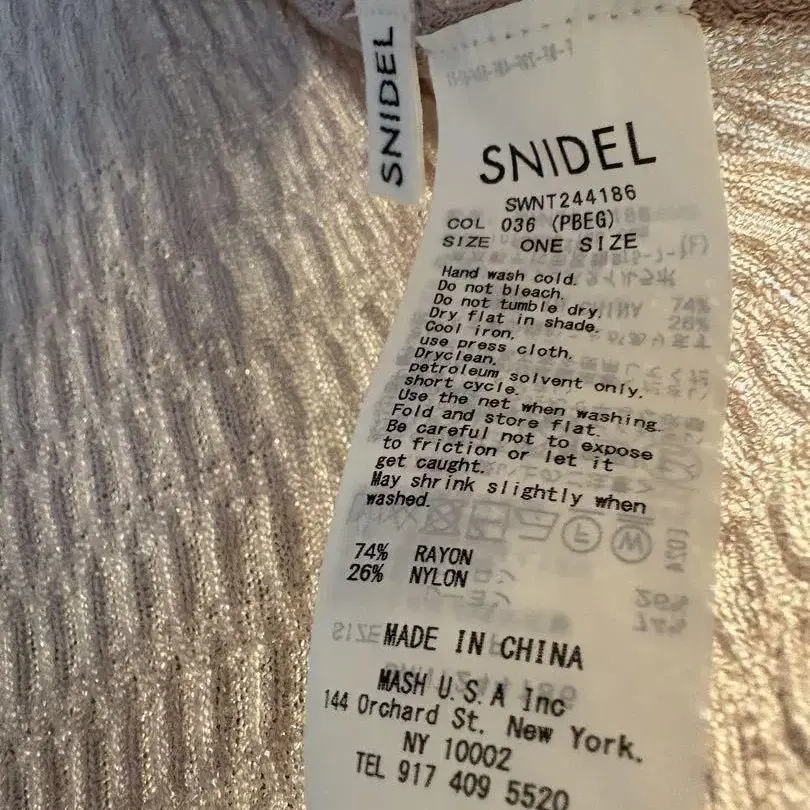 SNIDEL
SNIDEL
SWNT244186
COL 036 (PBEG)
SIZE ONE SIZE
Hand wash cold.
Do not bleach.
Do not tumble dry.
Dry flat in shade.
Cool iron,
use press cloth.
Dryclean,
petroleum solvent only,
short cycle.
Use the net when washing.
Fold and store flat.
Be careful not to expose
to friction or let it
get caught.
May shrink slightly when
washed.
74% RAYON
26% NYLON
MADE IN CHINA
MASH U.S.A Inc
144 Orchard St. New York.
NY 10002
TEL 917 409 5520